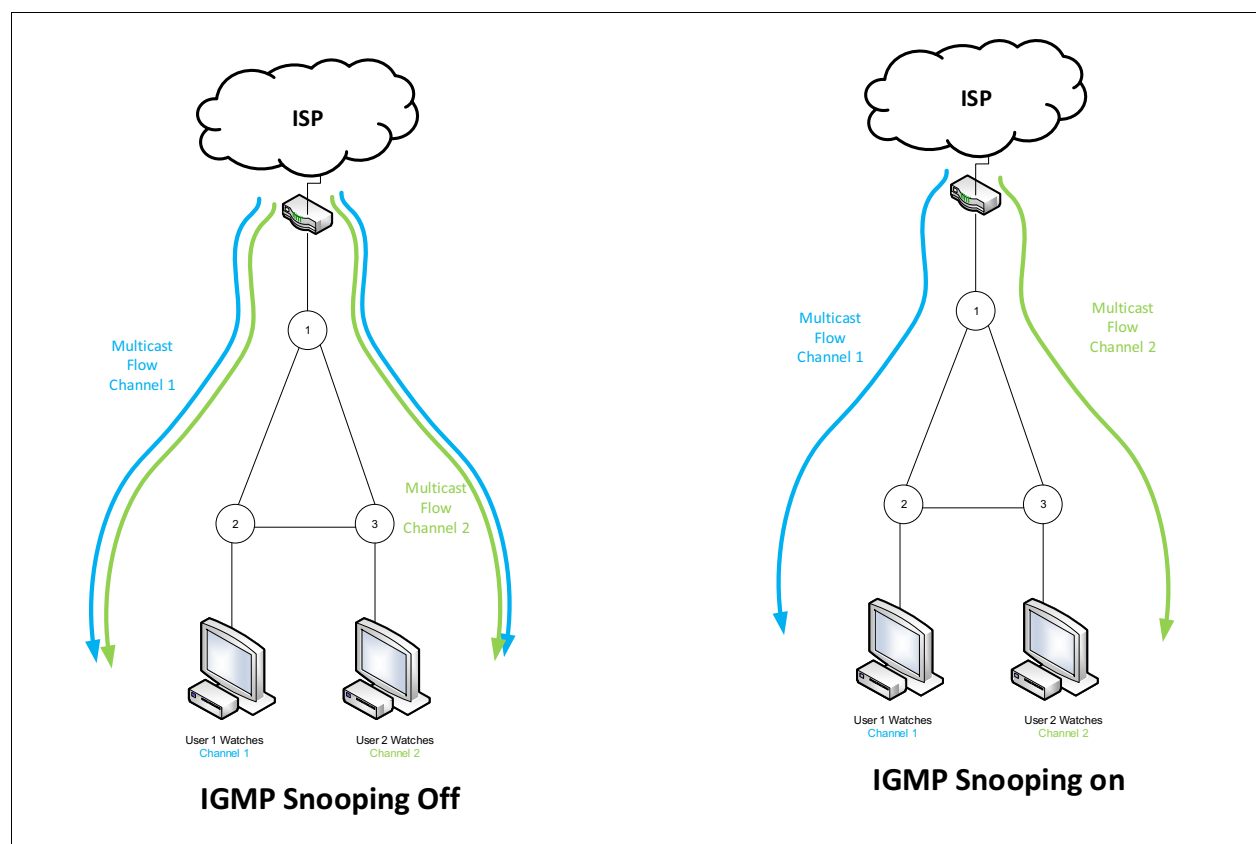 ISP
1
Multicast
Flow
Channel 1
Multicast
Flow
Channel 2
2
3
User 1 Watches
Channel 1
User 2 Watches
Channel 2
IGMP Snooping Off
ISP
1
Multicast
Flow
Channel 1
Multicast
Flow
Channel 2
2
3
User 1 Watches
Channel 1
User 2 Watches
Channel 2
IGMP Snooping on